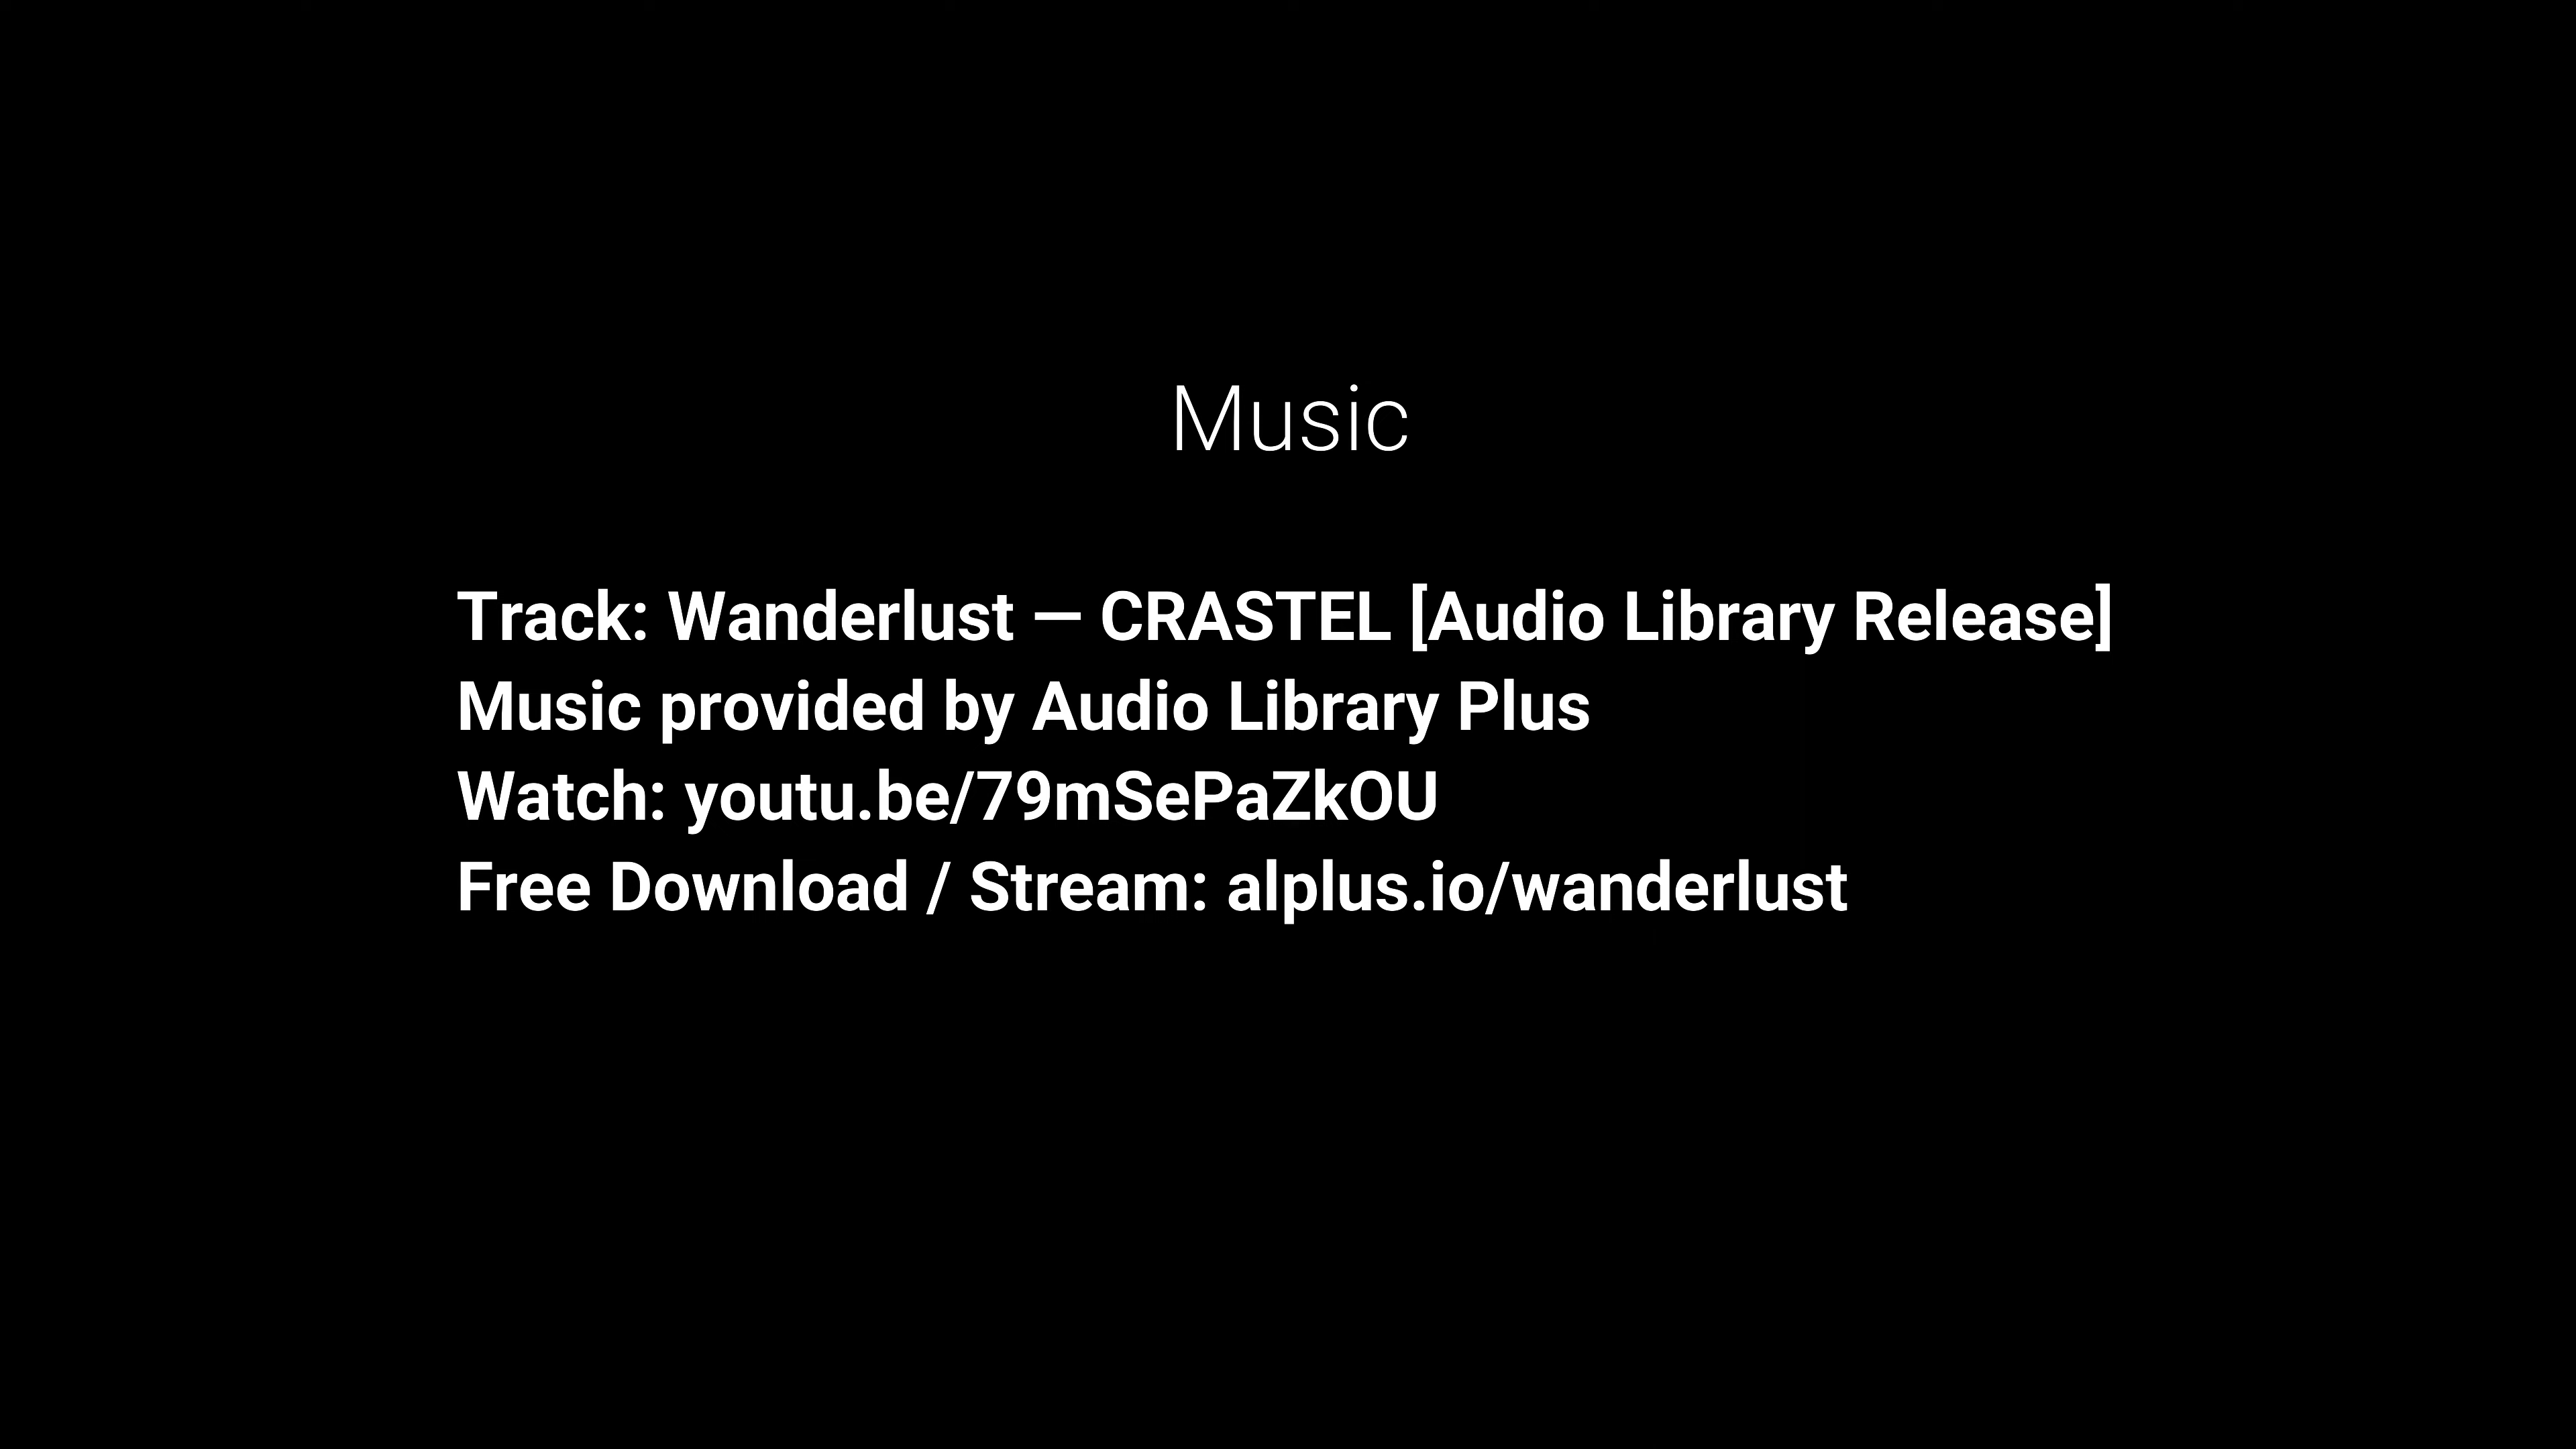 Music
Track: Wanderlust — CRASTEL [Audio Library Release]
Music provided by Audio Library Plus
Watch: youtu.be/79mSePaZkOU
Free Download / Stream: alplus.io/wanderlust